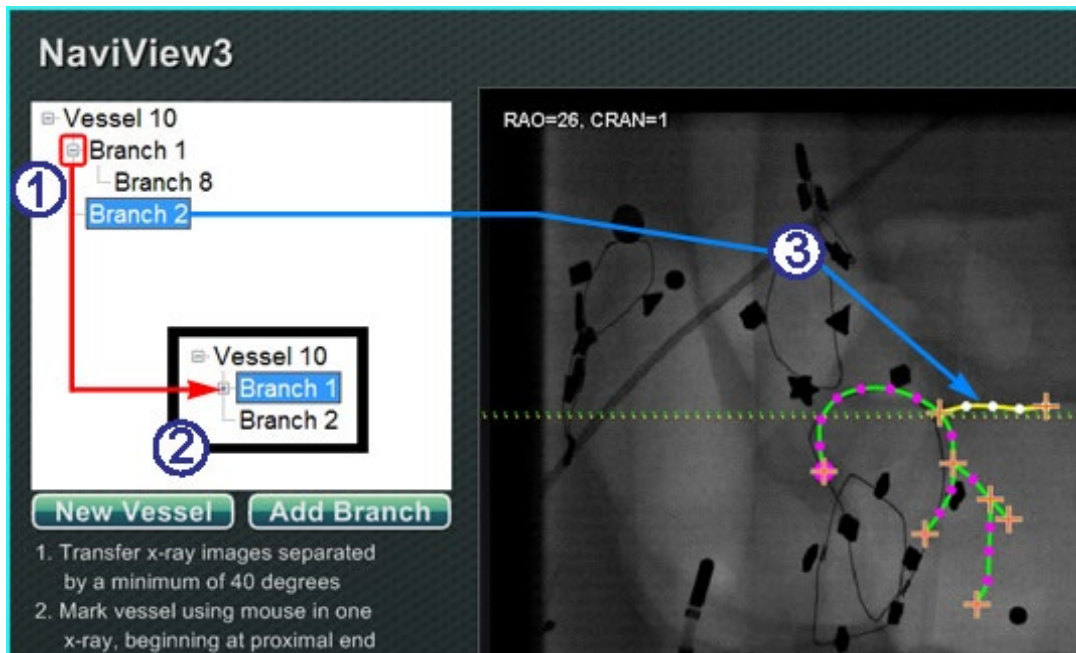 NaviView3
Vessel 10
Branch 1
Branch 8
Branch 2
1
2
Vessel 10
Branch 1
Branch 2
New Vessel
Add Branch
1. Transfer x-ray images separated
by a minimum of 40 degrees
2. Mark vessel using mouse in one
x-ray, beginning at proximal end
RAO=26, CRAN=1
3